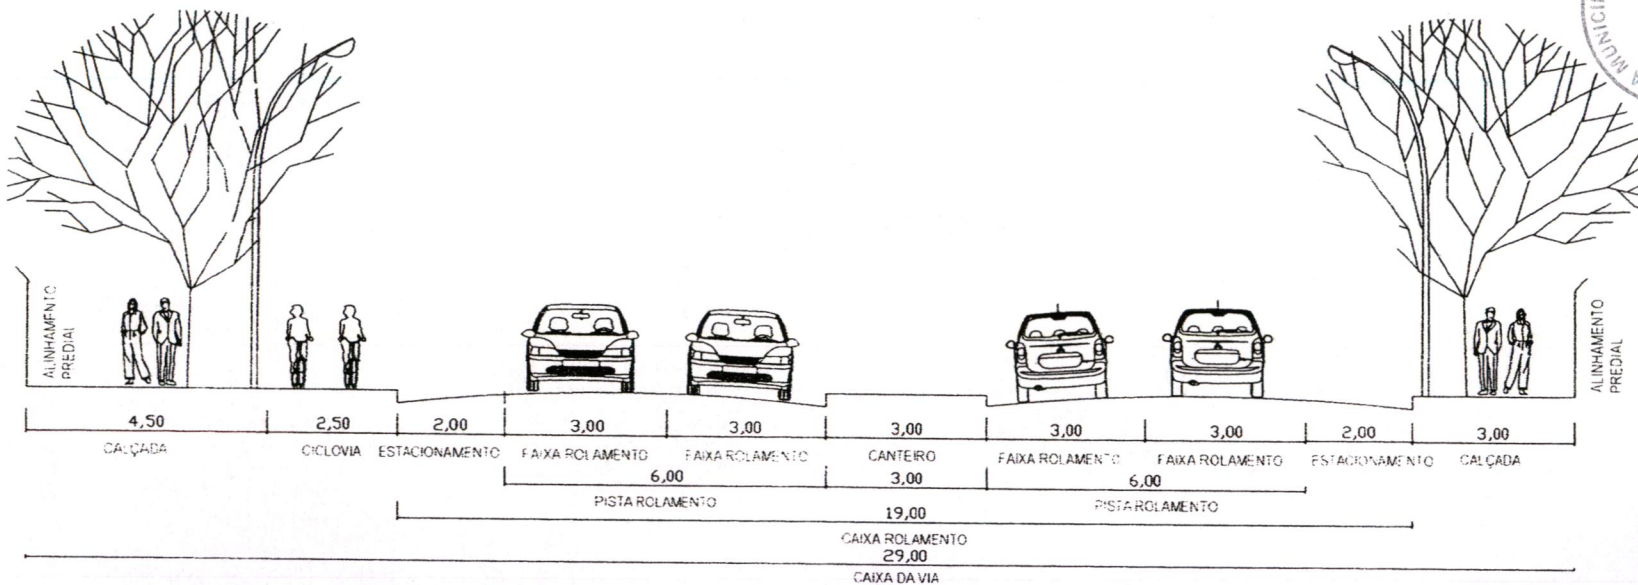 A MUNICI
ALINHAMENTO
PREDIAL
ALINHAMENTO
PREDIAL
4,50 2,50 2,00 3,00 3,00 3,00 3,00 3,00 2,00 3,00
CALÇADA CICLOVIA ESTACIONAMENTO FAIXA ROLAMENTO FAIXA ROLAMENTO CANTEIRO FAIXA ROLAMENTO FAIXA ROLAMENTO ESTACIONAMENTO CALÇADA
6,00 3,00 6,00
PISTA ROLAMENTO PISTA ROLAMENTO
19,00
CAIXA ROLAMENTO
29,00
CAIXA DA VIA